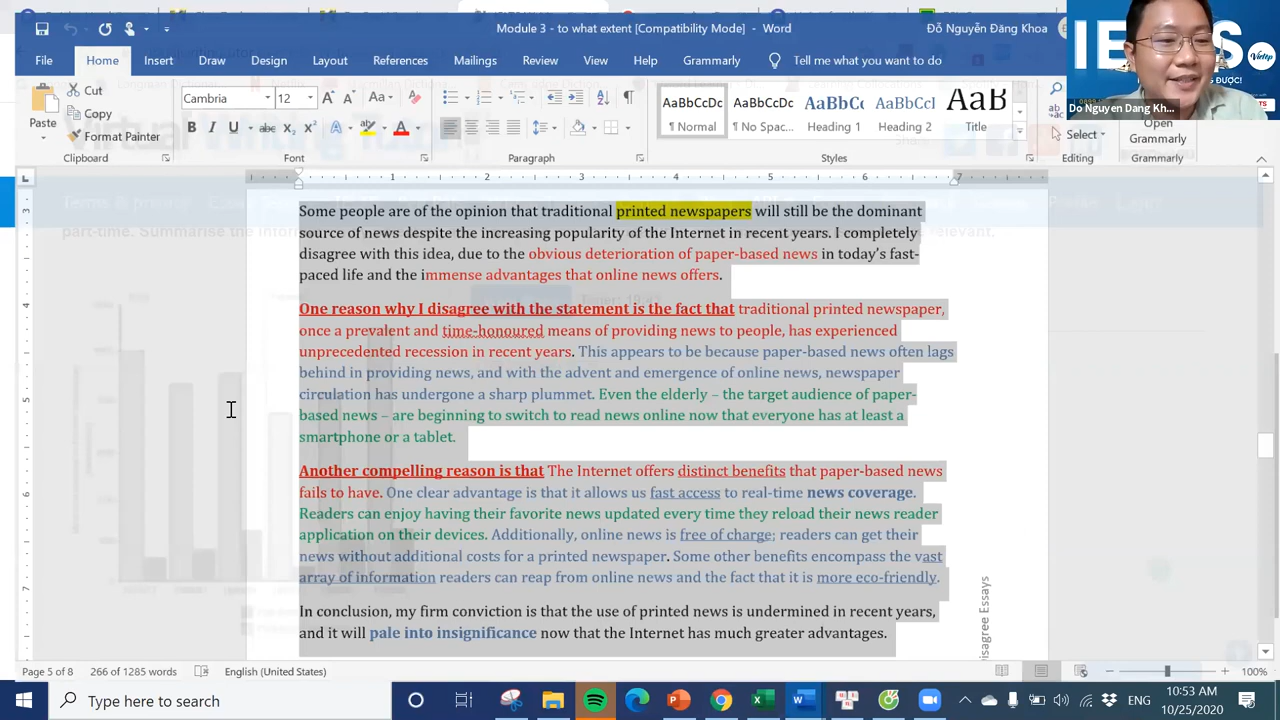 Module 3 - to what extent [Compatibility Mode] - Word
Đỗ Nguyễn Đăng Khoa
File Home Insert Draw Design Layout References Mailings Review View Help Grammarly Tell me what you want to do
Paste
Cut
Copy
Format Painter
Clipboard
Cambria 12
Font
Paragraph
AaBbCcDc AaBbCcDc AaBbCc AaBbCcI AaB
¶ Normal ¶ No Spac... Heading 1 Heading 2 Title
Styles
Select
Editing
Open
Grammarly
Grammarly
IELTS
Vietop
ĐƯỢC!
Do Nguyen Dang Kh...
1 2 3 4 5 6 7
3
4
5
6
7
Some people are of the opinion that traditional printed newspapers will still be the dominant
source of news despite the increasing popularity of the Internet in recent years. I completely
disagree with this idea, due to the obvious deterioration of paper-based news in today's fast-
paced life and the immense advantages that online news offers.
One reason why I disagree with the statement is the fact that traditional printed newspaper,
once a prevalent and time-honoured means of providing news to people, has experienced
unprecedented recession in recent years. This appears to be because paper-based news often lags
behind in providing news, and with the advent and emergence of online news, newspaper
circulation has undergone a sharp plummet. Even the elderly – the target audience of paper-
based news – are beginning to switch to read news online now that everyone has at least a
smartphone or a tablet.
Another compelling reason is that The Internet offers distinct benefits that paper-based news
fails to have. One clear advantage is that it allows us fast access to real-time news coverage.
Readers can enjoy having their favorite news updated every time they reload their news reader
application on their devices. Additionally, online news is free of charge; readers can get their
news without additional costs for a printed newspaper. Some other benefits encompass the vast
array of information readers can reap from online news and the fact that it is more eco-friendly.
In conclusion, my firm conviction is that the use of printed news is undermined in recent years,
and it will pale into insignificance now that the Internet has much greater advantages.
isagree Essays
Page 5 of 8 266 of 1285 words English (United States) 100%
Type here to search
10:53 AM
10/25/2020